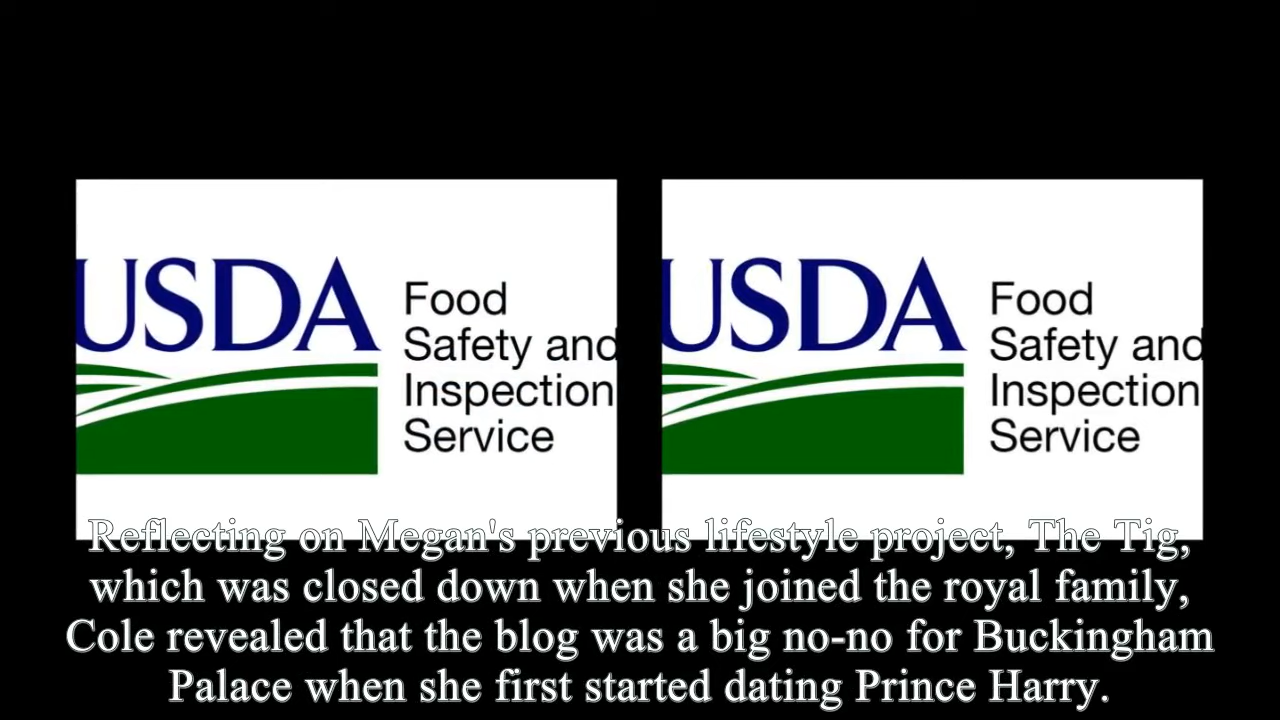 USDA
Food
Safety and
Inspection
Service
USDA
Food
Safety and
Inspection
Service
Reflecting on Megan's previous lifestyle project, The Tig,
which was closed down when she joined the royal family,
Cole revealed that the blog was a big no-no for Buckingham
Palace when she first started dating Prince Harry.